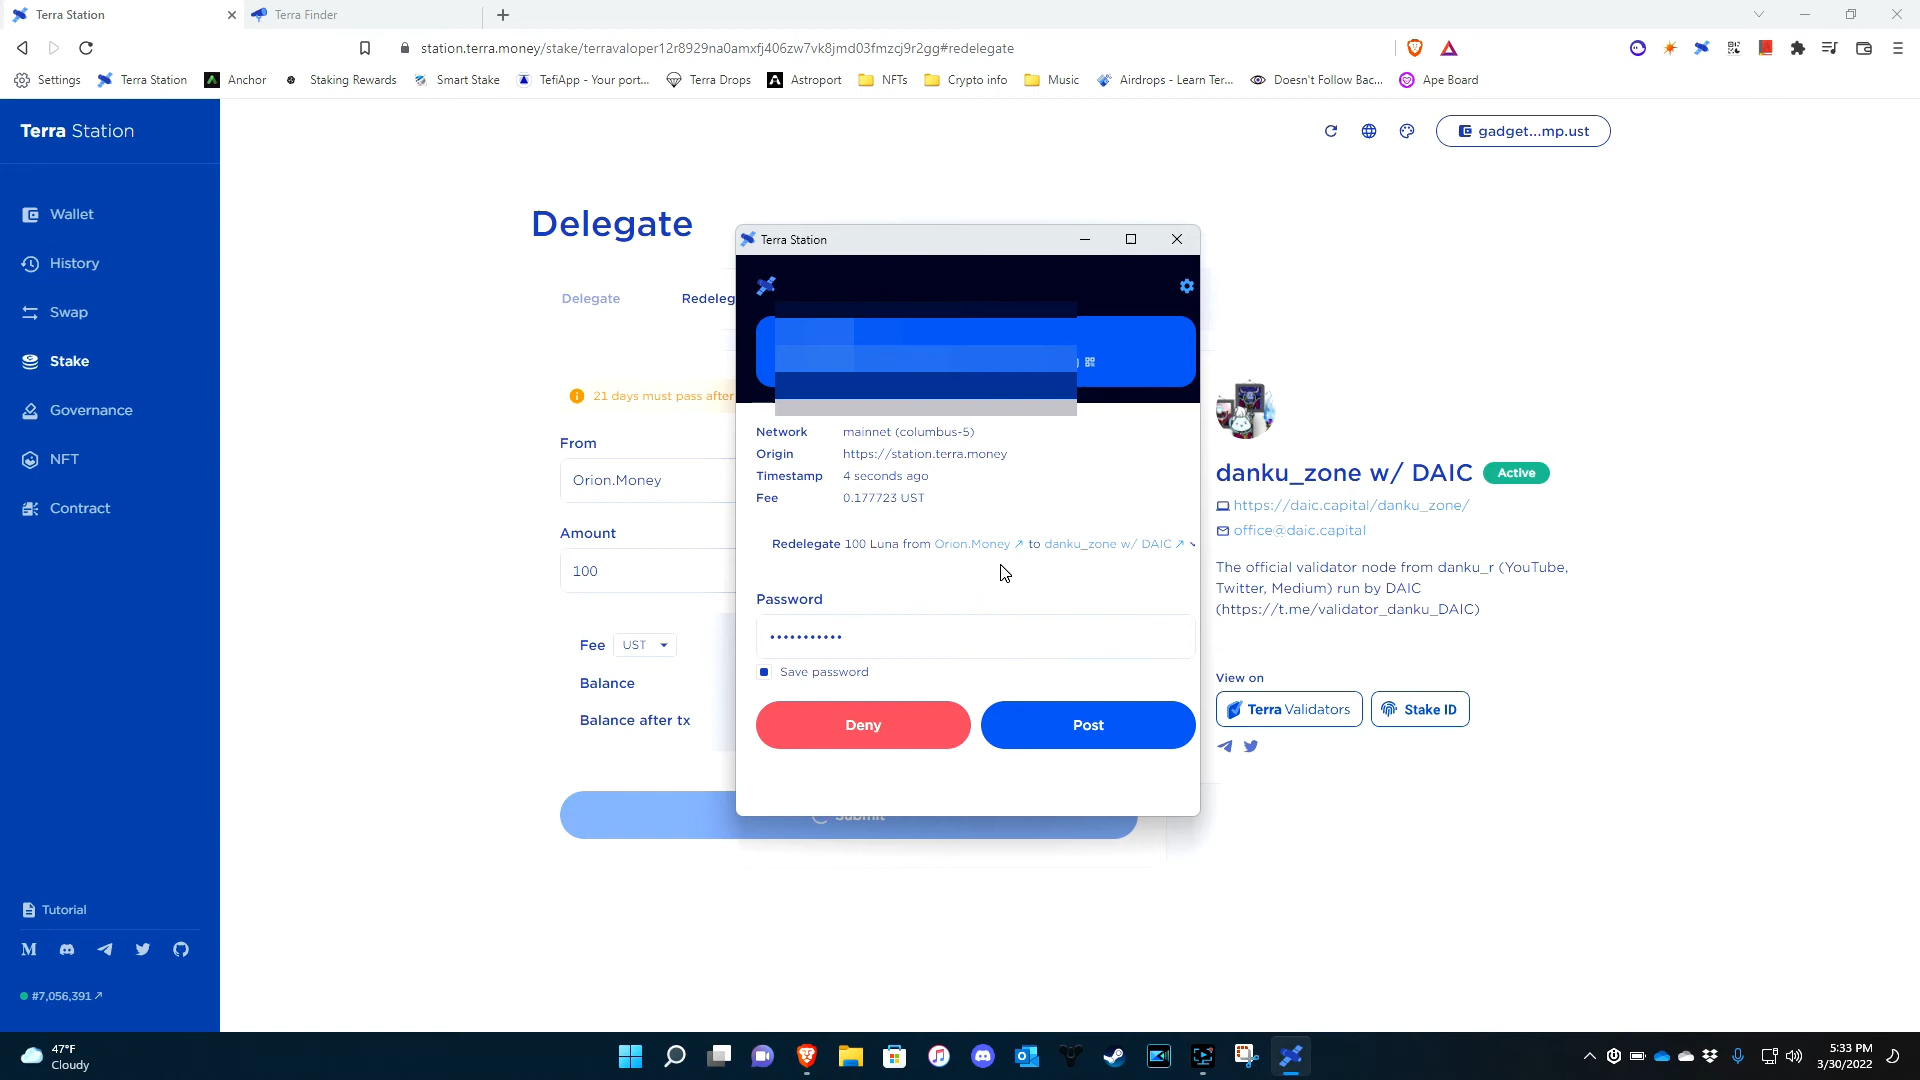 Terra Station
Terra Finder
station.terra.money/stake/terravaloper12r8929na0amxfj406zw7vk8jmd03fmzcj9r2gg#redelegate
Settings
Terra Station
Anchor
Staking Rewards
Smart Stake
TefiApp - Your port...
Terra Drops
Astroport
NFTs
Crypto info
Music
Airdrops - Learn Ter...
Doesn't Follow Bac...
Ape Board
Terra Station
gadget...mp.ust
Wallet
History
Swap
Stake
Governance
NFT
Contract
Tutorial
#7,056,391
Delegate
Delegate
Redeleg
21 days must pass after
From
Orion.Money
Amount
100
Fee UST
Balance
Balance after tx
Submit
Terra Station
Network mainnet (columbus-5)
Origin https://station.terra.money
Timestamp 4 seconds ago
Fee 0.177723 UST
Redelegate 100 Luna from Orion.Money to danku_zone w/ DAIC
Password
•••••••••••
Save password
Deny
Post
danku_zone w/ DAIC Active
https://daic.capital/danku_zone/
office@daic.capital
The official validator node from danku_r (YouTube,
Twitter, Medium) run by DAIC
(https://t.me/validator_danku_DAIC)
View on
Terra Validators
Stake ID
47°F
Cloudy
5:33 PM
3/30/2022